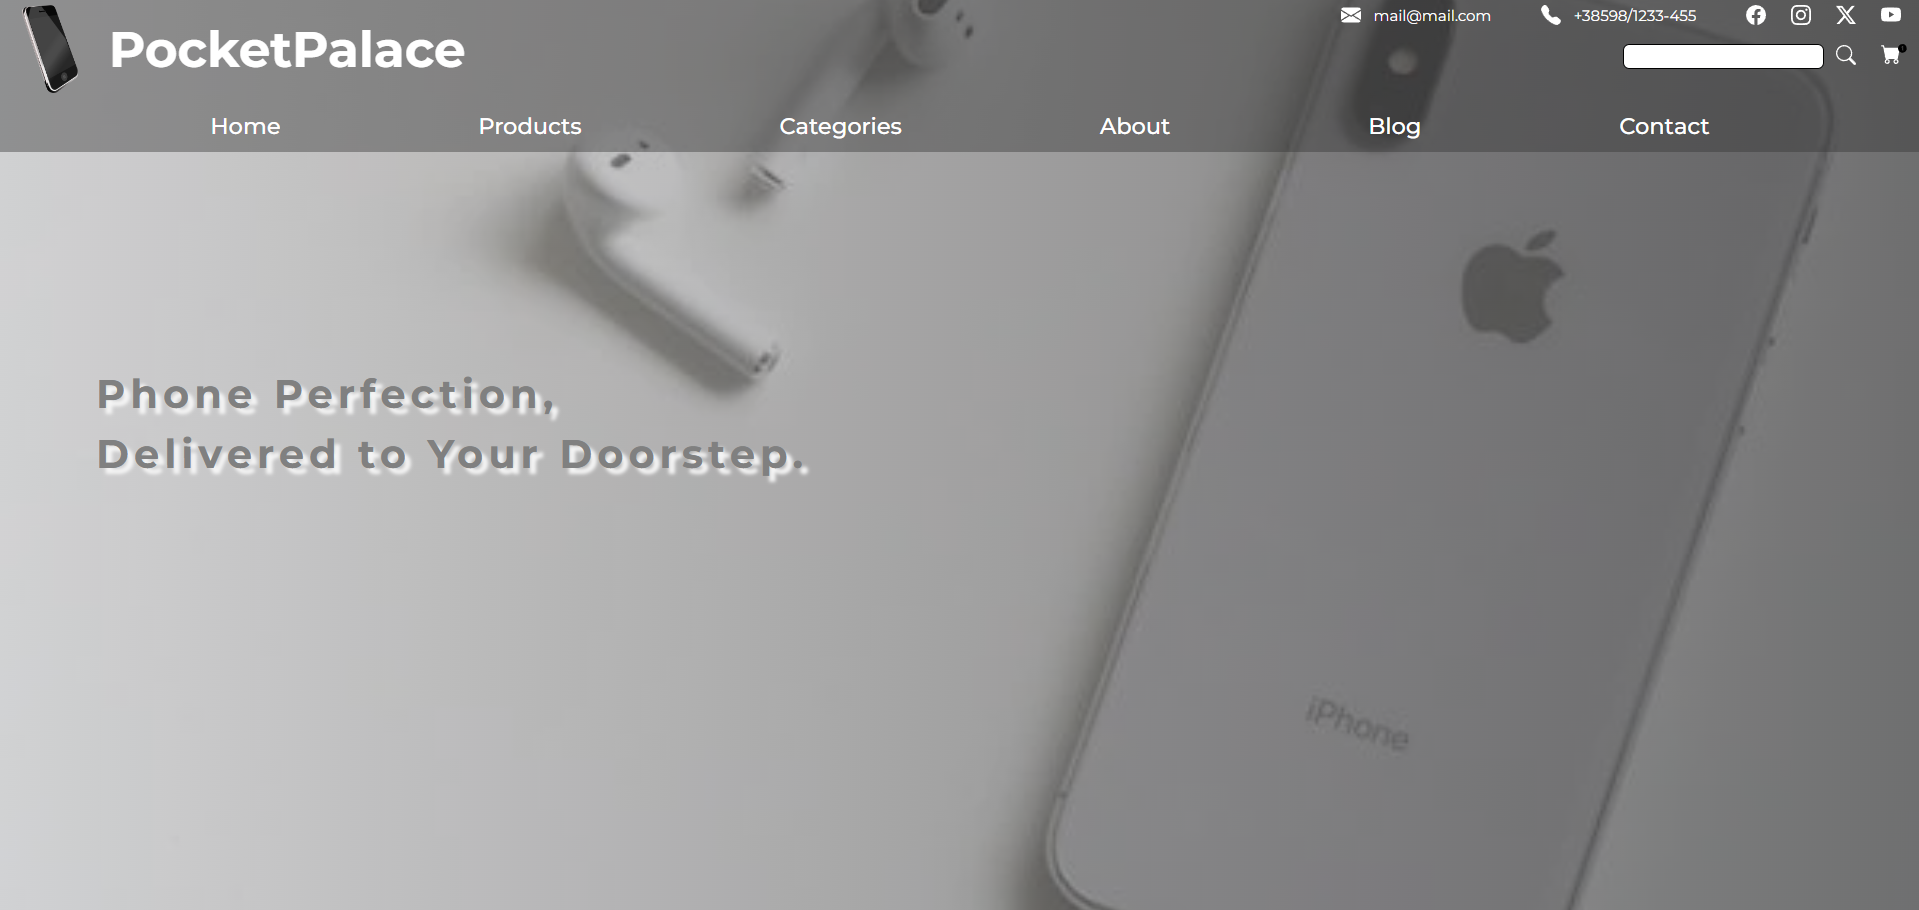 mail@mail.com
+38598/1233-455
PocketPalace
Home
Products
Categories
About
Blog
Contact
Phone Perfection,
Delivered to Your Doorstep.
iPhone